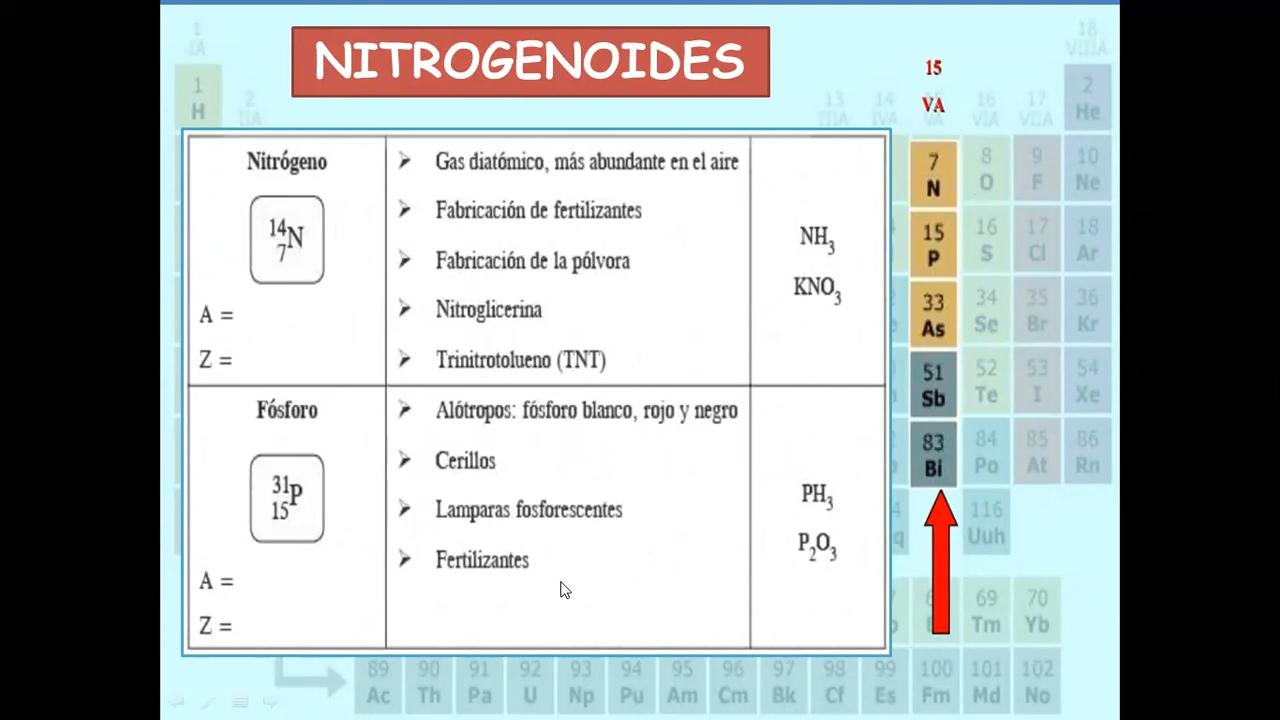 NITROGENOIDES
1
IA
18
VIIIA
15
VA
2
IIA
13
IIIA
14
IVA
16
VIA
17
VIIA
1
H
2
He
Nitrógeno
14
7
N
A =
Z =
➢ Gas diatómico, más abundante en el aire
➢ Fabricación de fertilizantes
➢ Fabricación de la pólvora
➢ Nitroglicerina
➢ Trinitrotolueno (TNT)
NH3
KNO3
Fósforo
31
15
P
A =
Z =
➢ Alótropos: fósforo blanco, rojo y negro
➢ Cerillos
➢ Lamparas fosforescentes
➢ Fertilizantes
PH3
P2O3
7 8 9 10
N O F Ne
15 16 17 18
P S Cl Ar
33 34 35 36
As Se Br Kr
51 52 53 54
Sb Te I Xe
83 84 85 86
Bi Po At Rn
116
Uuh
69 70
Tm Yb
89 90 91 92 93 94 95 96 97 98 99 100 101 102
Ac Th Pa U Np Pu Am Cm Bk Cf Es Fm Md No